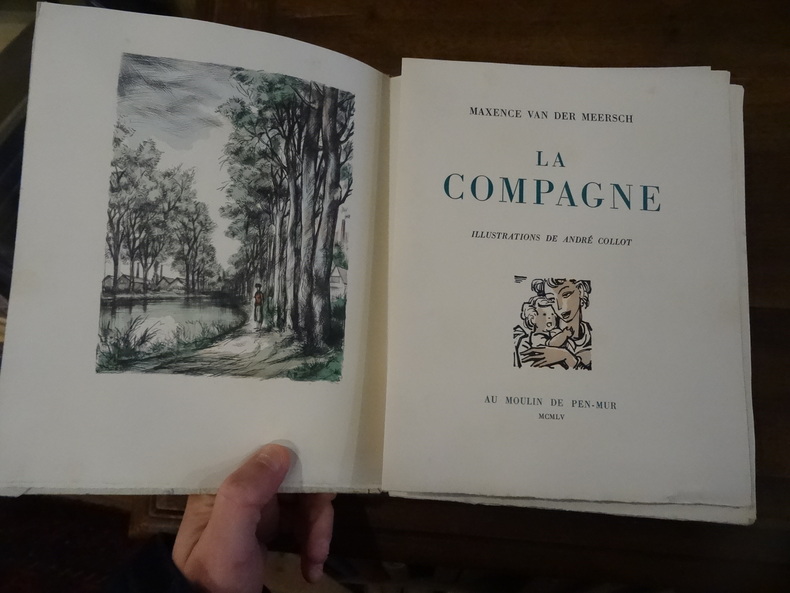 MAXENCE VAN DER MEERSCH
LA
COMPAGNE
ILLUSTRATIONS DE ANDRÉ COLLOT
AU MOULIN DE PEN-MUR
MCMLV